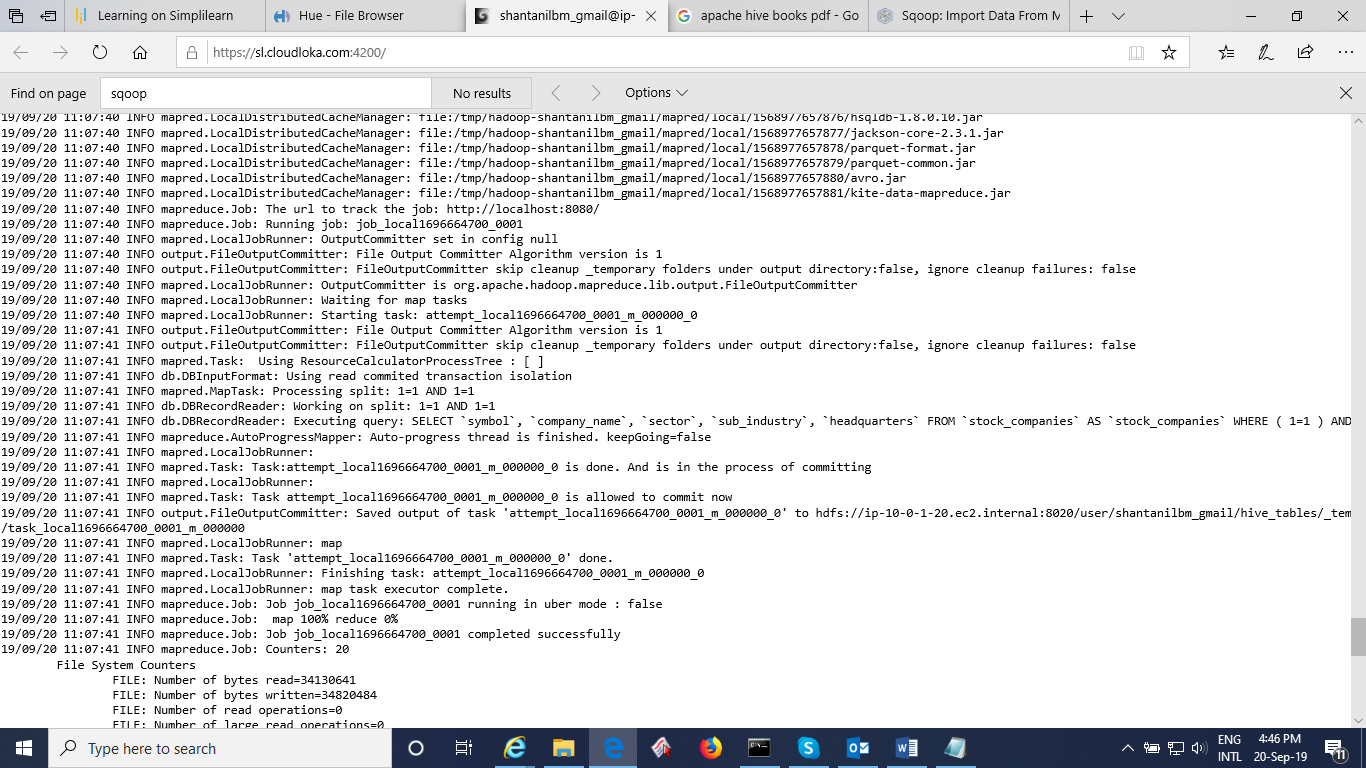 Learning on Simplilearn
Hue - File Browser
shantanilbm_gmail@ip-
apache hive books pdf - Go
Sqoop: Import Data From M
https://sl.cloudloka.com:4200/
Find on page
sqoop
No results
Options
19/09/20 11:07:40 INFO mapred.LocalDistributedCacheManager: file:/tmp/hadoop-shantanilbm_gmail/mapred/local/1568977657876/hsqldb-1.8.0.10.jar
19/09/20 11:07:40 INFO mapred.LocalDistributedCacheManager: file:/tmp/hadoop-shantanilbm_gmail/mapred/local/1568977657877/jackson-core-2.3.1.jar
19/09/20 11:07:40 INFO mapred.LocalDistributedCacheManager: file:/tmp/hadoop-shantanilbm_gmail/mapred/local/1568977657878/parquet-format.jar
19/09/20 11:07:40 INFO mapred.LocalDistributedCacheManager: file:/tmp/hadoop-shantanilbm_gmail/mapred/local/1568977657879/parquet-common.jar
19/09/20 11:07:40 INFO mapred.LocalDistributedCacheManager: file:/tmp/hadoop-shantanilbm_gmail/mapred/local/1568977657880/avro.jar
19/09/20 11:07:40 INFO mapred.LocalDistributedCacheManager: file:/tmp/hadoop-shantanilbm_gmail/mapred/local/1568977657881/kite-data-mapreduce.jar
19/09/20 11:07:40 INFO mapreduce.Job: The url to track the job: http://localhost:8080/
19/09/20 11:07:40 INFO mapreduce.Job: Running job: job_local1696664700_0001
19/09/20 11:07:40 INFO mapred.LocalJobRunner: OutputCommitter set in config null
19/09/20 11:07:40 INFO output.FileOutputCommitter: File Output Committer Algorithm version is 1
19/09/20 11:07:40 INFO output.FileOutputCommitter: FileOutputCommitter skip cleanup _temporary folders under output directory:false, ignore cleanup failures: false
19/09/20 11:07:40 INFO mapred.LocalJobRunner: OutputCommitter is org.apache.hadoop.mapreduce.lib.output.FileOutputCommitter
19/09/20 11:07:40 INFO mapred.LocalJobRunner: Waiting for map tasks
19/09/20 11:07:40 INFO mapred.LocalJobRunner: Starting task: attempt_local1696664700_0001_m_000000_0
19/09/20 11:07:41 INFO output.FileOutputCommitter: File Output Committer Algorithm version is 1
19/09/20 11:07:41 INFO output.FileOutputCommitter: FileOutputCommitter skip cleanup _temporary folders under output directory:false, ignore cleanup failures: false
19/09/20 11:07:41 INFO mapred.Task:  Using ResourceCalculatorProcessTree : [ ]
19/09/20 11:07:41 INFO db.DBInputFormat: Using read commited transaction isolation
19/09/20 11:07:41 INFO mapred.MapTask: Processing split: 1=1 AND 1=1
19/09/20 11:07:41 INFO db.DBRecordReader: Working on split: 1=1 AND 1=1
19/09/20 11:07:41 INFO db.DBRecordReader: Executing query: SELECT `symbol`, `company_name`, `sector`, `sub_industry`, `headquarters` FROM `stock_companies` AS `stock_companies` WHERE ( 1=1 ) AND
19/09/20 11:07:41 INFO mapreduce.AutoProgressMapper: Auto-progress thread is finished. keepGoing=false
19/09/20 11:07:41 INFO mapred.LocalJobRunner:
19/09/20 11:07:41 INFO mapred.Task: Task:attempt_local1696664700_0001_m_000000_0 is done. And is in the process of committing
19/09/20 11:07:41 INFO mapred.LocalJobRunner:
19/09/20 11:07:41 INFO mapred.Task: Task attempt_local1696664700_0001_m_000000_0 is allowed to commit now
19/09/20 11:07:41 INFO output.FileOutputCommitter: Saved output of task 'attempt_local1696664700_0001_m_000000_0' to hdfs://ip-10-0-1-20.ec2.internal:8020/user/shantanilbm_gmail/hive_tables/_tem
/task_local1696664700_0001_m_000000
19/09/20 11:07:41 INFO mapred.LocalJobRunner: map
19/09/20 11:07:41 INFO mapred.Task: Task 'attempt_local1696664700_0001_m_000000_0' done.
19/09/20 11:07:41 INFO mapred.LocalJobRunner: Finishing task: attempt_local1696664700_0001_m_000000_0
19/09/20 11:07:41 INFO mapred.LocalJobRunner: map task executor complete.
19/09/20 11:07:41 INFO mapreduce.Job: Job job_local1696664700_0001 running in uber mode : false
19/09/20 11:07:41 INFO mapreduce.Job:  map 100% reduce 0%
19/09/20 11:07:41 INFO mapreduce.Job: Job job_local1696664700_0001 completed successfully
19/09/20 11:07:41 INFO mapreduce.Job: Counters: 20
File System Counters
FILE: Number of bytes read=34130641
FILE: Number of bytes written=34820484
FILE: Number of read operations=0
FILE: Number of large read operations=0
Type here to search
ENG
INTL
4:46 PM
20-Sep-19
11